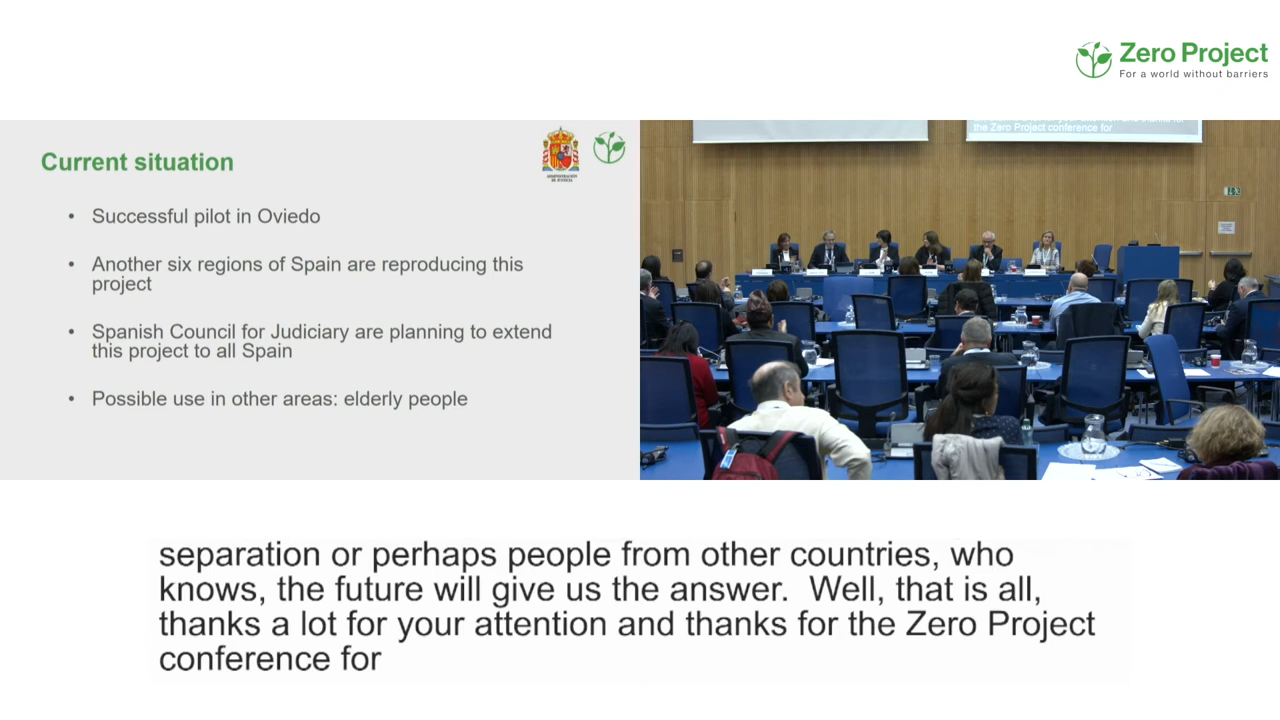 Zero Project
For a world without barriers
Current situation
ADMINISTRACION
DE JUSTICIA
• Successful pilot in Oviedo
• Another six regions of Spain are reproducing this
project
• Spanish Council for Judiciary are planning to extend
this project to all Spain
• Possible use in other areas: elderly people
the Zero Project conference for
separation or perhaps people from other countries, who
knows, the future will give us the answer.  Well, that is all,
thanks a lot for your attention and thanks for the Zero Project
conference for